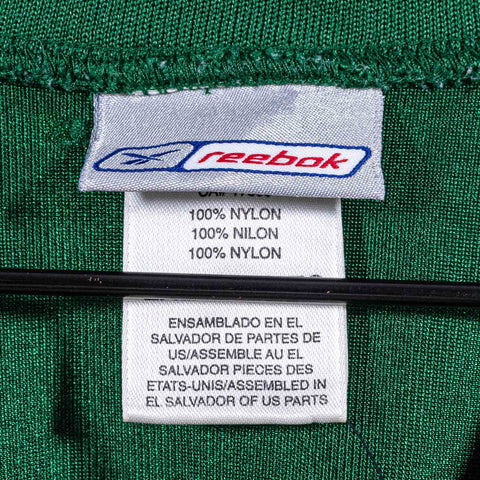 reebok
100% NYLON
100% NILON
100% NYLON
ENSAMBLADO EN EL
SALVADOR DE PARTES DE
US/ASSEMBLE AU EL
SALVADOR PIECES DES
ETATS-UNIS/ASSEMBLED IN
EL SALVADOR OF US PARTS